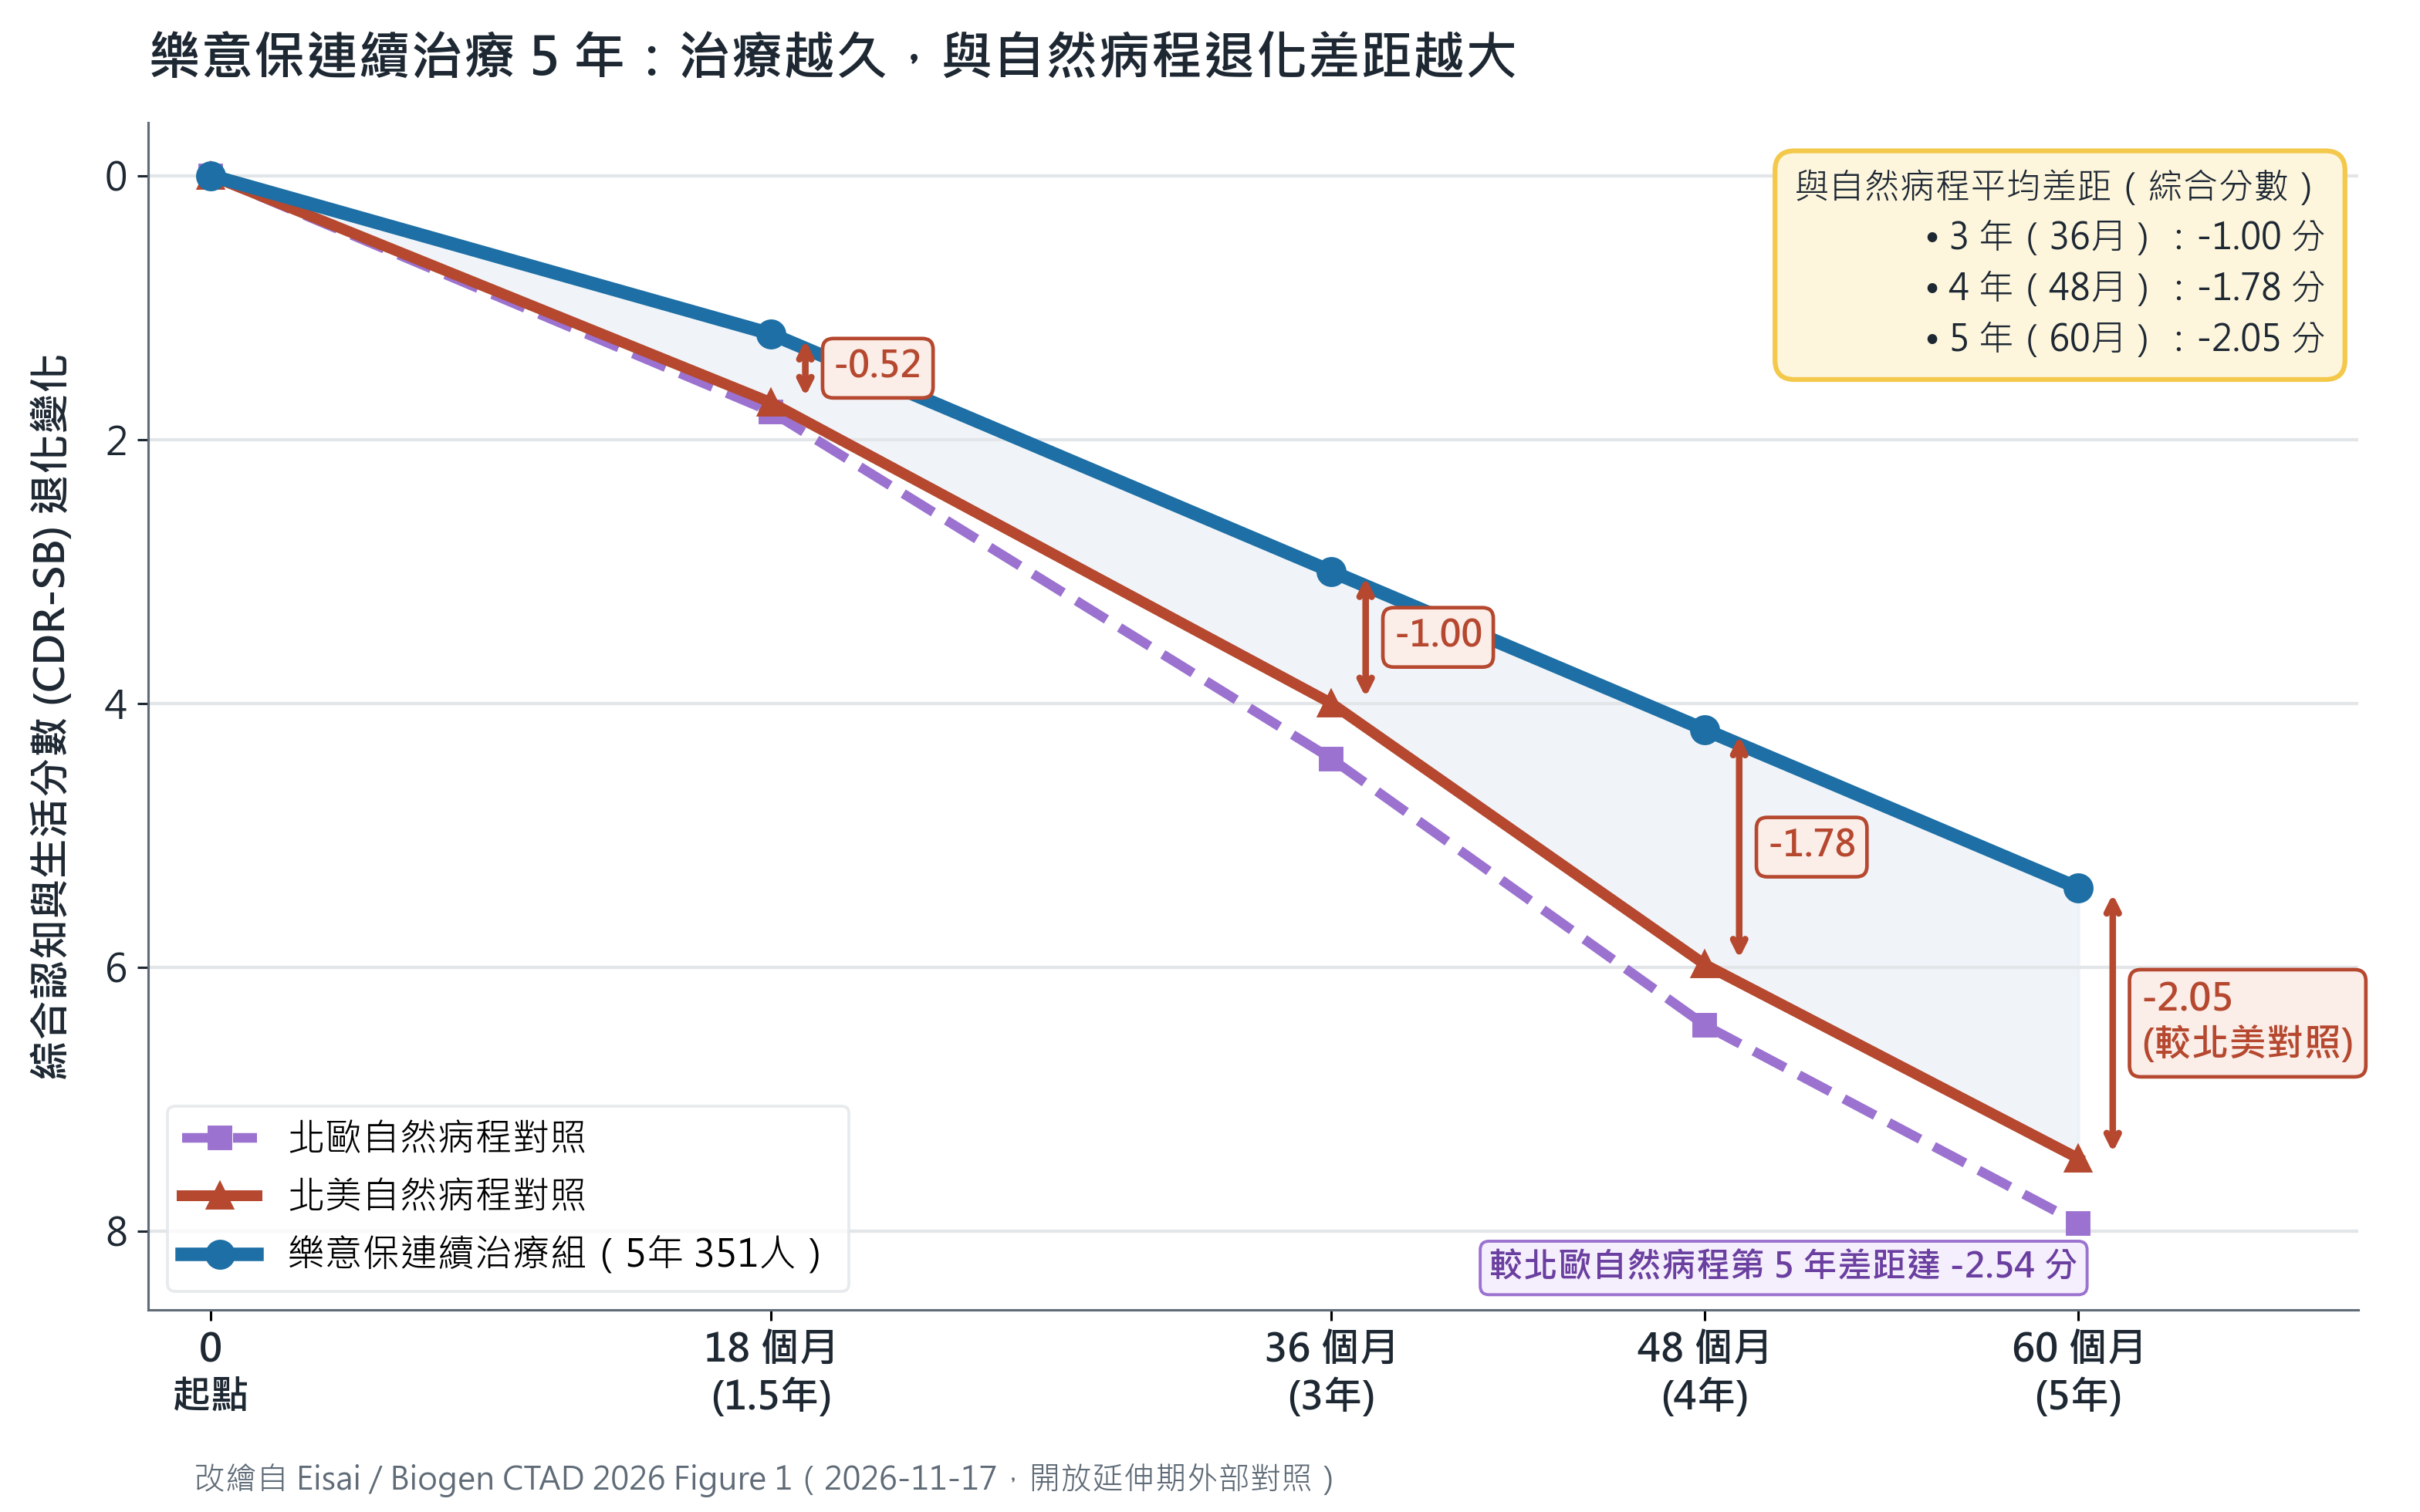 樂意保連續治療 5 年：治療越久，與自然病程退化差距越大
綜合認知與生活分數 (CDR-SB) 退化變化
0
2
4
6
8
與自然病程平均差距（綜合分數）
• 3 年（36月）：-1.00 分
• 4 年（48月）：-1.78 分
• 5 年（60月）：-2.05 分
-0.52
-1.00
-1.78
-2.05
(較北美對照)
北歐自然病程對照
北美自然病程對照
樂意保連續治療組（5年 351人）
較北歐自然病程第 5 年差距達 -2.54 分
0
起點
18 個月
(1.5年)
36 個月
(3年)
48 個月
(4年)
60 個月
(5年)
改繪自 Eisai / Biogen CTAD 2026 Figure 1（2026-11-17，開放延伸期外部對照）